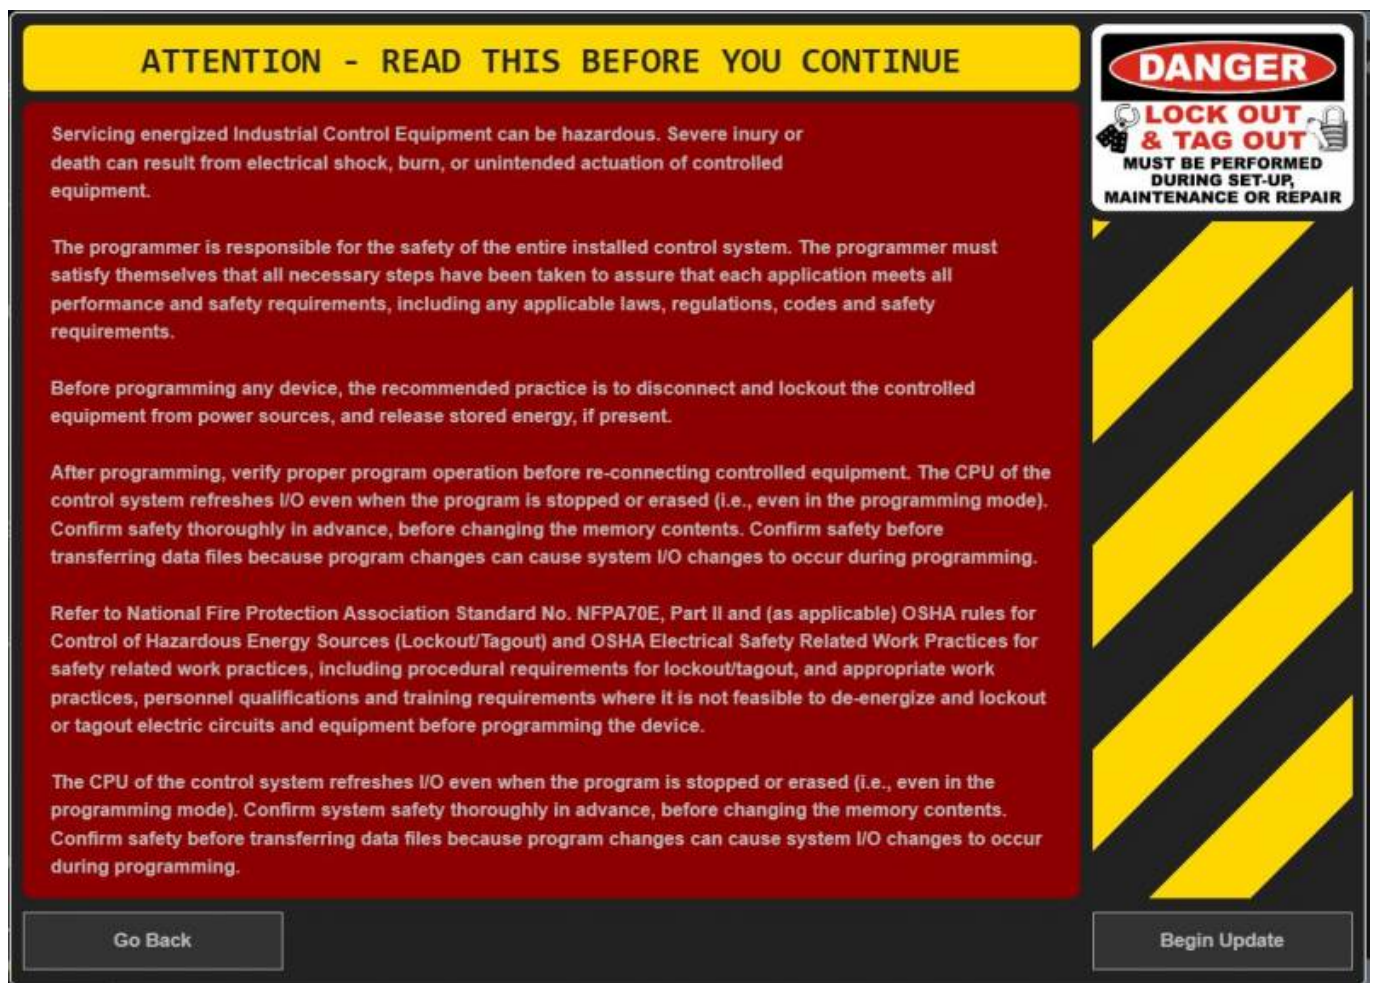 ATTENTION - READ THIS BEFORE YOU CONTINUE
Servicing energized Industrial Control Equipment can be hazardous. Severe inury or
death can result from electrical shock, burn, or unintended actuation of controlled
equipment.
The programmer is responsible for the safety of the entire installed control system. The programmer must
satisfy themselves that all necessary steps have been taken to assure that each application meets all
performance and safety requirements, including any applicable laws, regulations, codes and safety
requirements.
Before programming any device, the recommended practice is to disconnect and lockout the controlled
equipment from power sources, and release stored energy, if present.
After programming, verify proper program operation before re-connecting controlled equipment. The CPU of the
control system refreshes I/O even when the program is stopped or erased (i.e., even in the programming mode).
Confirm safety thoroughly in advance, before changing the memory contents. Confirm safety before
transferring data files because program changes can cause system I/O changes to occur during programming.
Refer to National Fire Protection Association Standard No. NFPA70E, Part II and (as applicable) OSHA rules for
Control of Hazardous Energy Sources (Lockout/Tagout) and OSHA Electrical Safety Related Work Practices for
safety related work practices, including procedural requirements for lockout/tagout, and appropriate work
practices, personnel qualifications and training requirements where it is not feasible to de-energize and lockout
or tagout electric circuits and equipment before programming the device.
The CPU of the control system refreshes I/O even when the program is stopped or erased (i.e., even in the
programming mode). Confirm system safety thoroughly in advance, before changing the memory contents.
Confirm safety before transferring data files because program changes can cause system I/O changes to occur
during programming.
DANGER
LOCK OUT
& TAG OUT
MUST BE PERFORMED
DURING SET-UP,
MAINTENANCE OR REPAIR
Go Back
Begin Update